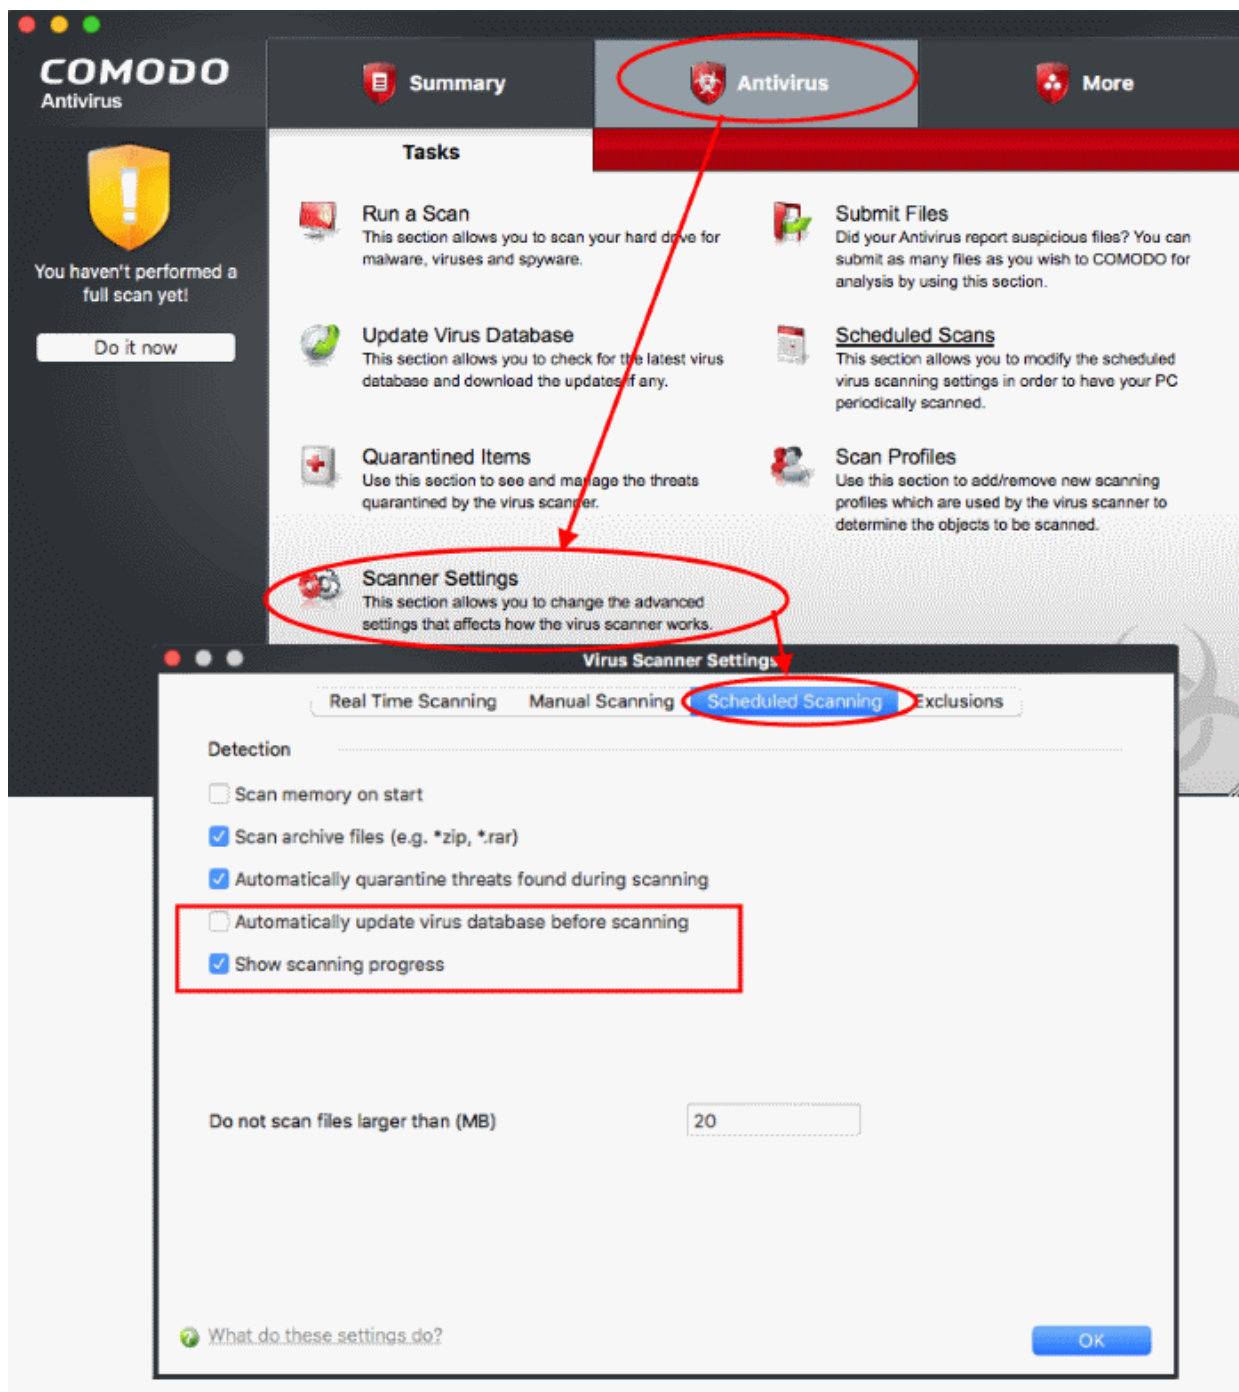 COMODO
Antivirus
Summary
Antivirus
More
Tasks
You haven't performed a
full scan yet!
Do it now
Run a Scan
This section allows you to scan your hard drive for
malware, viruses and spyware.
Submit Files
Did your Antivirus report suspicious files? You can
submit as many files as you wish to COMODO for
analysis by using this section.
Update Virus Database
This section allows you to check for the latest virus
database and download the updates if any.
Scheduled Scans
This section allows you to modify the scheduled
virus scanning settings in order to have your PC
periodically scanned.
Quarantined Items
Use this section to see and manage the threats
quarantined by the virus scanner.
Scan Profiles
Use this section to add/remove new scanning
profiles which are used by the virus scanner to
determine the objects to be scanned.
Scanner Settings
This section allows you to change the advanced
settings that affects how the virus scanner works.
Virus Scanner Settings
Real Time Scanning Manual Scanning Scheduled Scanning Exclusions
Detection
Scan memory on start
Scan archive files (e.g. *zip, *.rar)
Automatically quarantine threats found during scanning
Automatically update virus database before scanning
Show scanning progress
Do not scan files larger than (MB) 20
What do these settings do?
OK